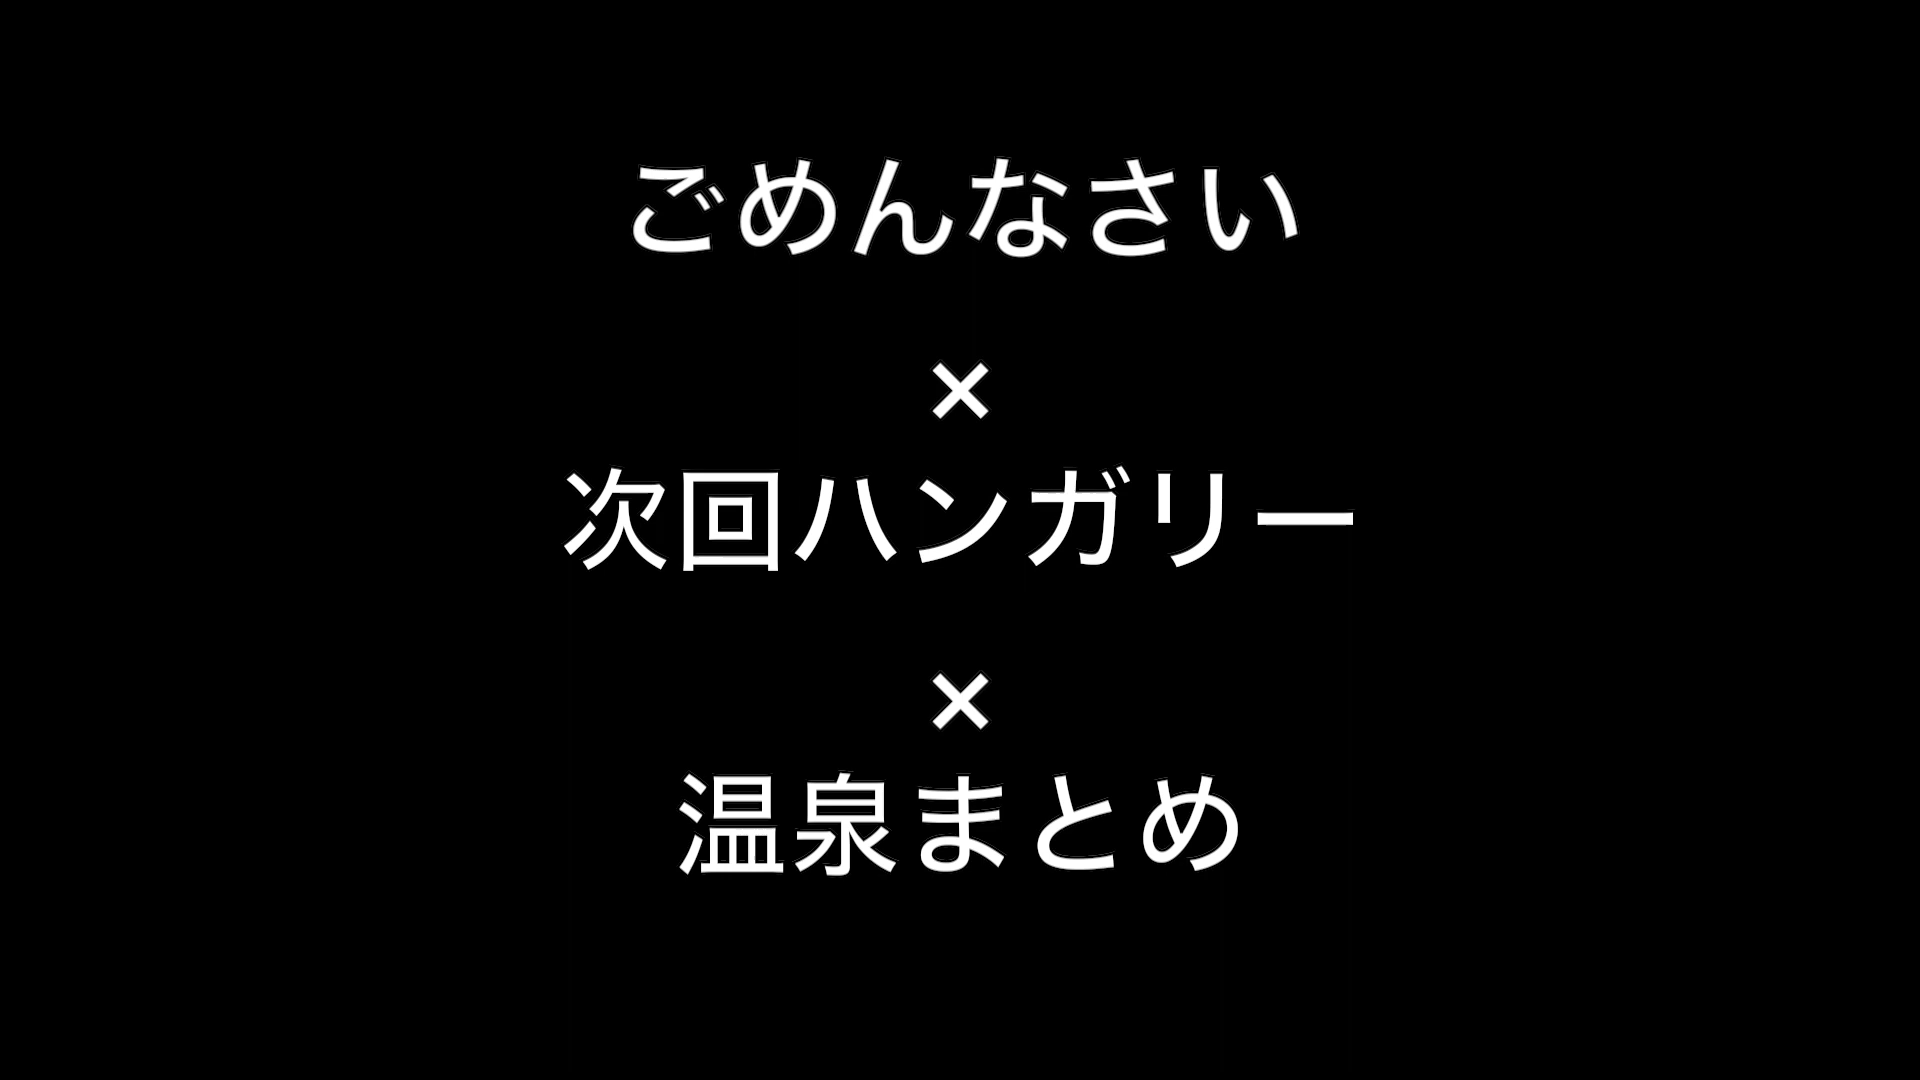 ごめんなさい
×
次回ハンガリー
×
温泉まとめ